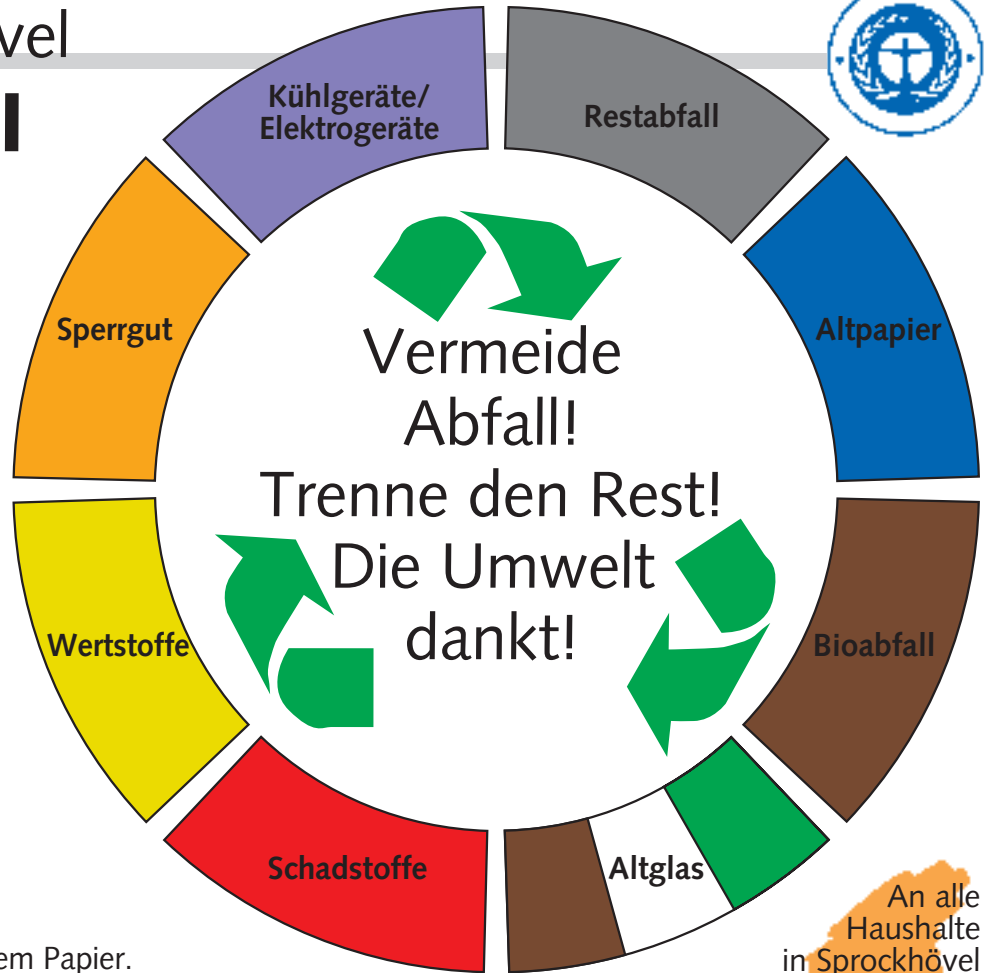 vel
Kühlgeräte/
Elektrogeräte
Restabfall
Sperrgut
Altpapier
Vermeide
Abfall!
Trenne den Rest!
Die Umwelt
dankt!
Wertstoffe
Bioabfall
Schadstoffe
Altglas
An alle
Haushalte
in Sprockhövel
em Papier.